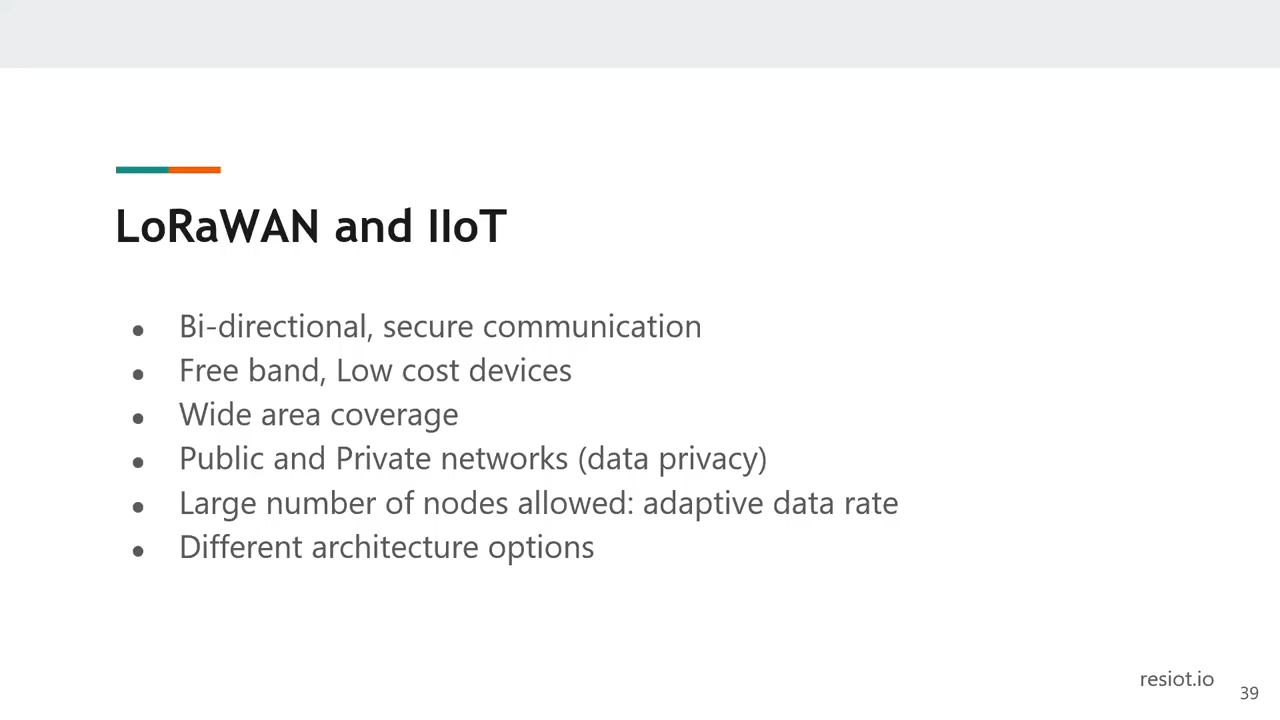 LoRaWAN and IIoT
● Bi-directional, secure communication
● Free band, Low cost devices
● Wide area coverage
● Public and Private networks (data privacy)
● Large number of nodes allowed: adaptive data rate
● Different architecture options
resiot.io
39